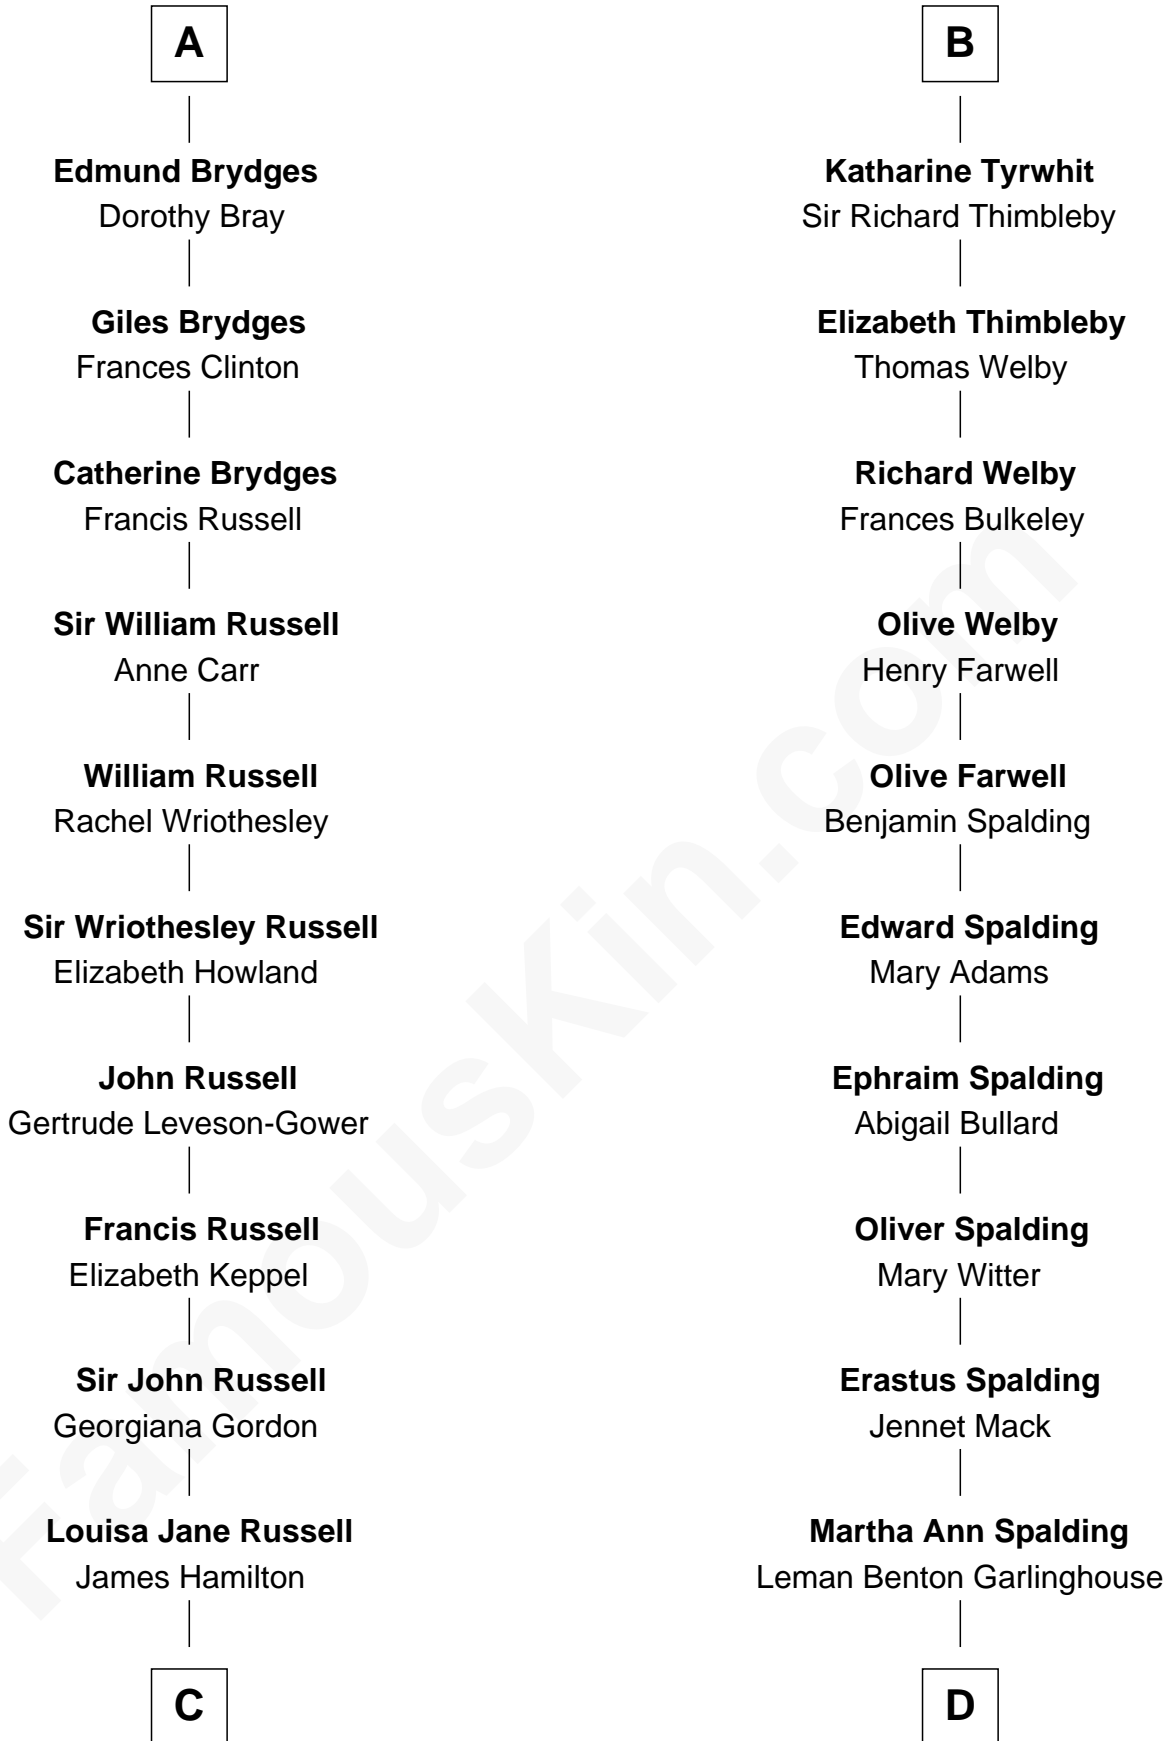 A
Edmund Brydges
Dorothy Bray
Giles Brydges
Frances Clinton
Catherine Brydges
Francis Russell
Sir William Russell
Anne Carr
William Russell
Rachel Wriothesley
Sir Wriothesley Russell
Elizabeth Howland
John Russell
Gertrude Leveson-Gower
Francis Russell
Elizabeth Keppel
Sir John Russell
Georgiana Gordon
Louisa Jane Russell
James Hamilton
C
B
Katharine Tyrwhit
Sir Richard Thimbleby
Elizabeth Thimbleby
Thomas Welby
Richard Welby
Frances Bulkeley
Olive Welby
Henry Farwell
Olive Farwell
Benjamin Spalding
Edward Spalding
Mary Adams
Ephraim Spalding
Abigail Bullard
Oliver Spalding
Mary Witter
Erastus Spalding
Jennet Mack
Martha Ann Spalding
Leman Benton Garlinghouse
D
FamousKin.com